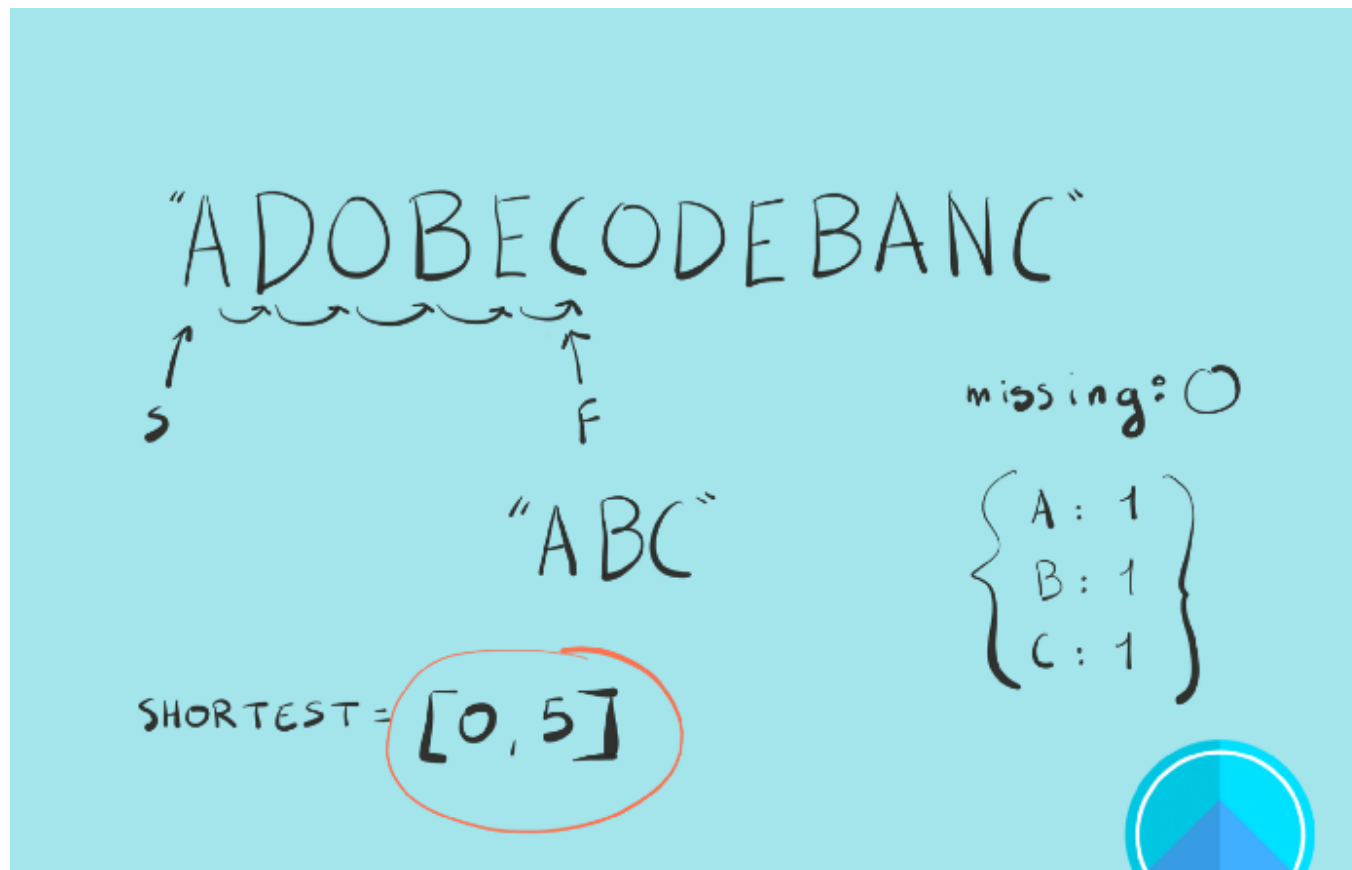 "ADOBECODEBANC"
S
F
missing: 0
"ABC"
{ A : 1
B : 1
C : 1 }
SHORTEST = [0, 5]